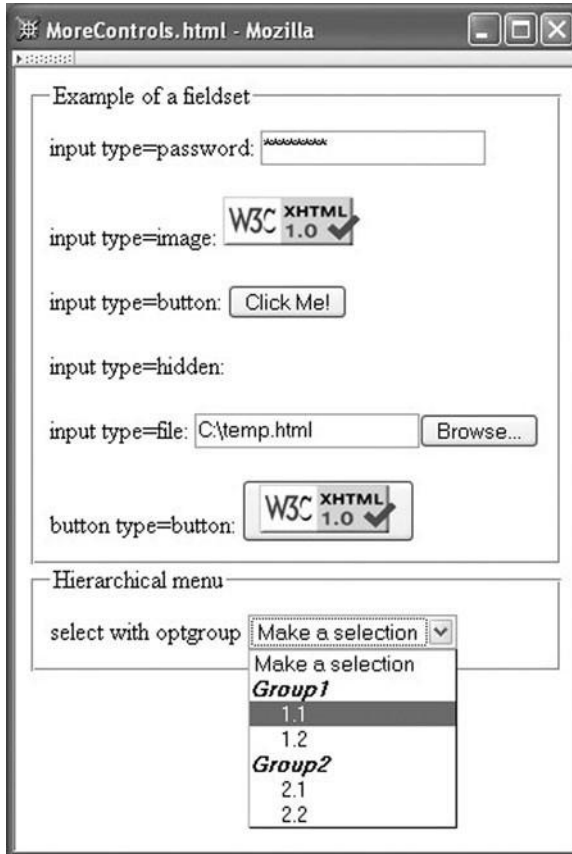 MoreControls.html - Mozilla
Example of a fieldset
input type=password: ********
input type=image: W3C XHTML 1.0
input type=button: Click Me!
input type=hidden:
input type=file: C:\temp.html Browse...
button type=button: W3C XHTML 1.0
Hierarchical menu
select with optgroup Make a selection
Make a selection
Group1
1.1
1.2
Group2
2.1
2.2